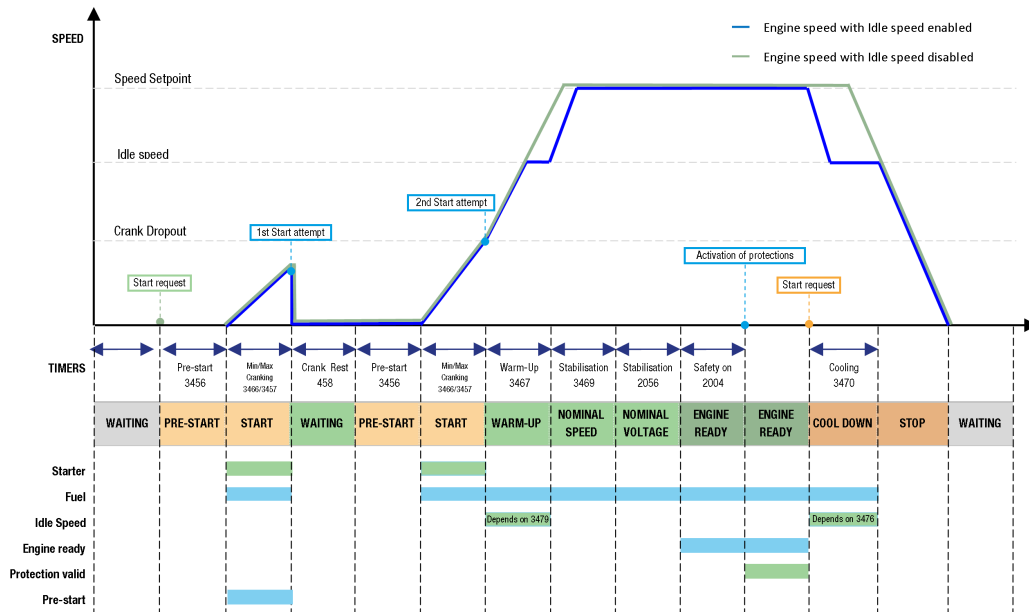 SPEED
Engine speed with Idle speed enabled
Engine speed with Idle speed disabled
Speed Setpoint
Idle speed
Crank Dropout
2nd Start attempt
1st Start attempt
Activation of protections
Start request
Start request
TIMERS
Pre-start
3456
Min/Max
Cranking
3466/3457
Crank Rest
458
Pre-start
3456
Min/Max
Cranking
3466/3457
Warm-Up
3467
Stabilisation
3469
Stabilisation
2056
Safety on
2004
Cooling
3470
WAITING
PRE-START
START
WAITING
PRE-START
START
WARM-UP
NOMINAL
SPEED
NOMINAL
VOLTAGE
ENGINE
READY
ENGINE
READY
COOL DOWN
STOP
WAITING
Starter
Fuel
Idle Speed
Depends on 3479
Depends on 3476
Engine ready
Protection valid
Pre-start